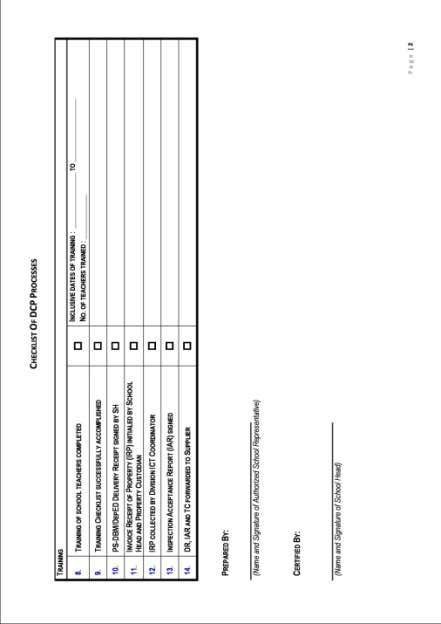 CHECKLIST OF DCP PROCESSES
TRAINING
8. TRAINING OF SCHOOL TEACHERS COMPLETED ☐ INCLUSIVE DATES OF TRAINING : ____________ TO ____________
NO. OF TEACHERS TRAINED : ____________
9. TRAINING CHECKLIST SUCCESSFULLY ACCOMPLISHED ☐
10. PS-DBM/DEPED DELIVERY RECEIPT SIGNED BY SH ☐
11. INVOICE RECEIPT OF PROPERTY (IRP) INITIALED BY SCHOOL ☐
HEAD AND PROPERTY CUSTODIAN
12. IRP COLLECTED BY DIVISION ICT COORDINATOR ☐
13. INSPECTION ACCEPTANCE REPORT (IAR) SIGNED ☐
14. DR, IAR AND TC FORWARDED TO SUPPLIER ☐
PREPARED BY:
(Name and Signature of Authorized School Representative)
CERTIFIED BY:
(Name and Signature of School Head)
Page | 2